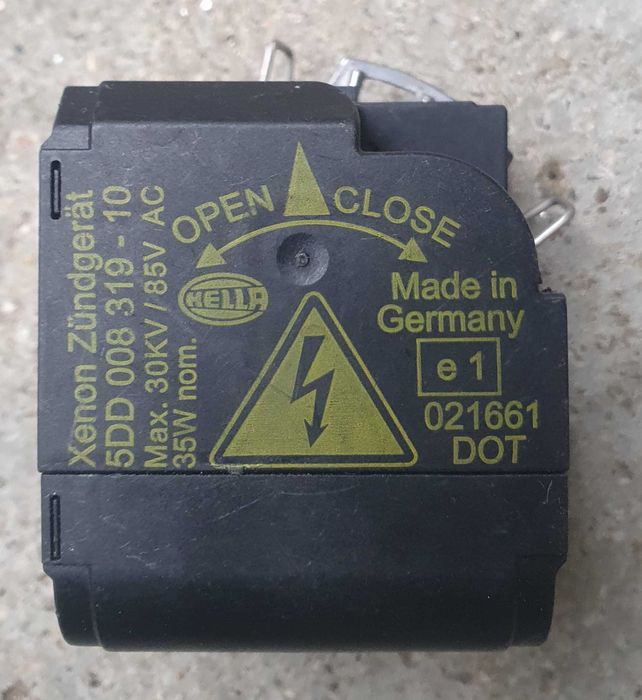 OPEN CLOSE
Xenon Zündgerät
5DD 008 319 - 10
Max. 30KV / 85V AC
35W nom.
HELLA
Made in
Germany
e 1
021661
DOT